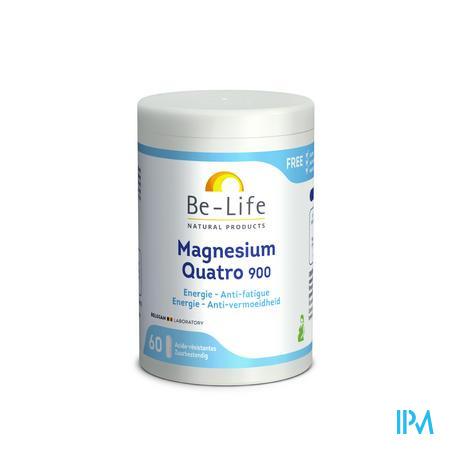 FREE
Be-Life
NATURAL PRODUCTS
Magnesium
Quatro 900
Energie - Anti-fatigue
Energie - Anti-vermoeidheid
BELGIAN LABORATORY
60 Acido-résistantes
Zuurbestendig
IPM